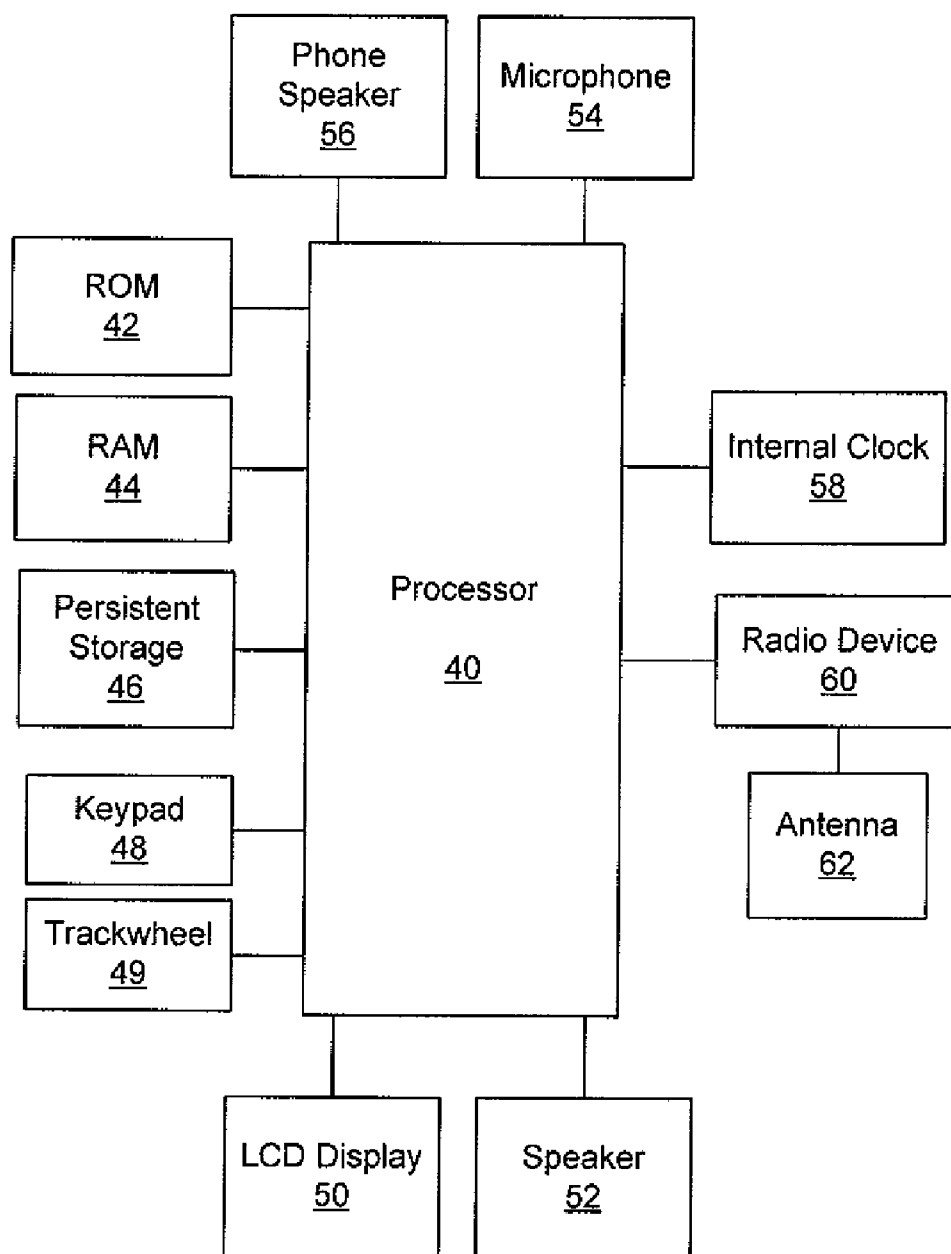 Phone
Speaker
56
Microphone
54
ROM
42
RAM
44
Internal Clock
58
Persistent
Storage
46
Processor
40
Radio Device
60
Keypad
48
Antenna
62
Trackwheel
49
LCD Display
50
Speaker
52